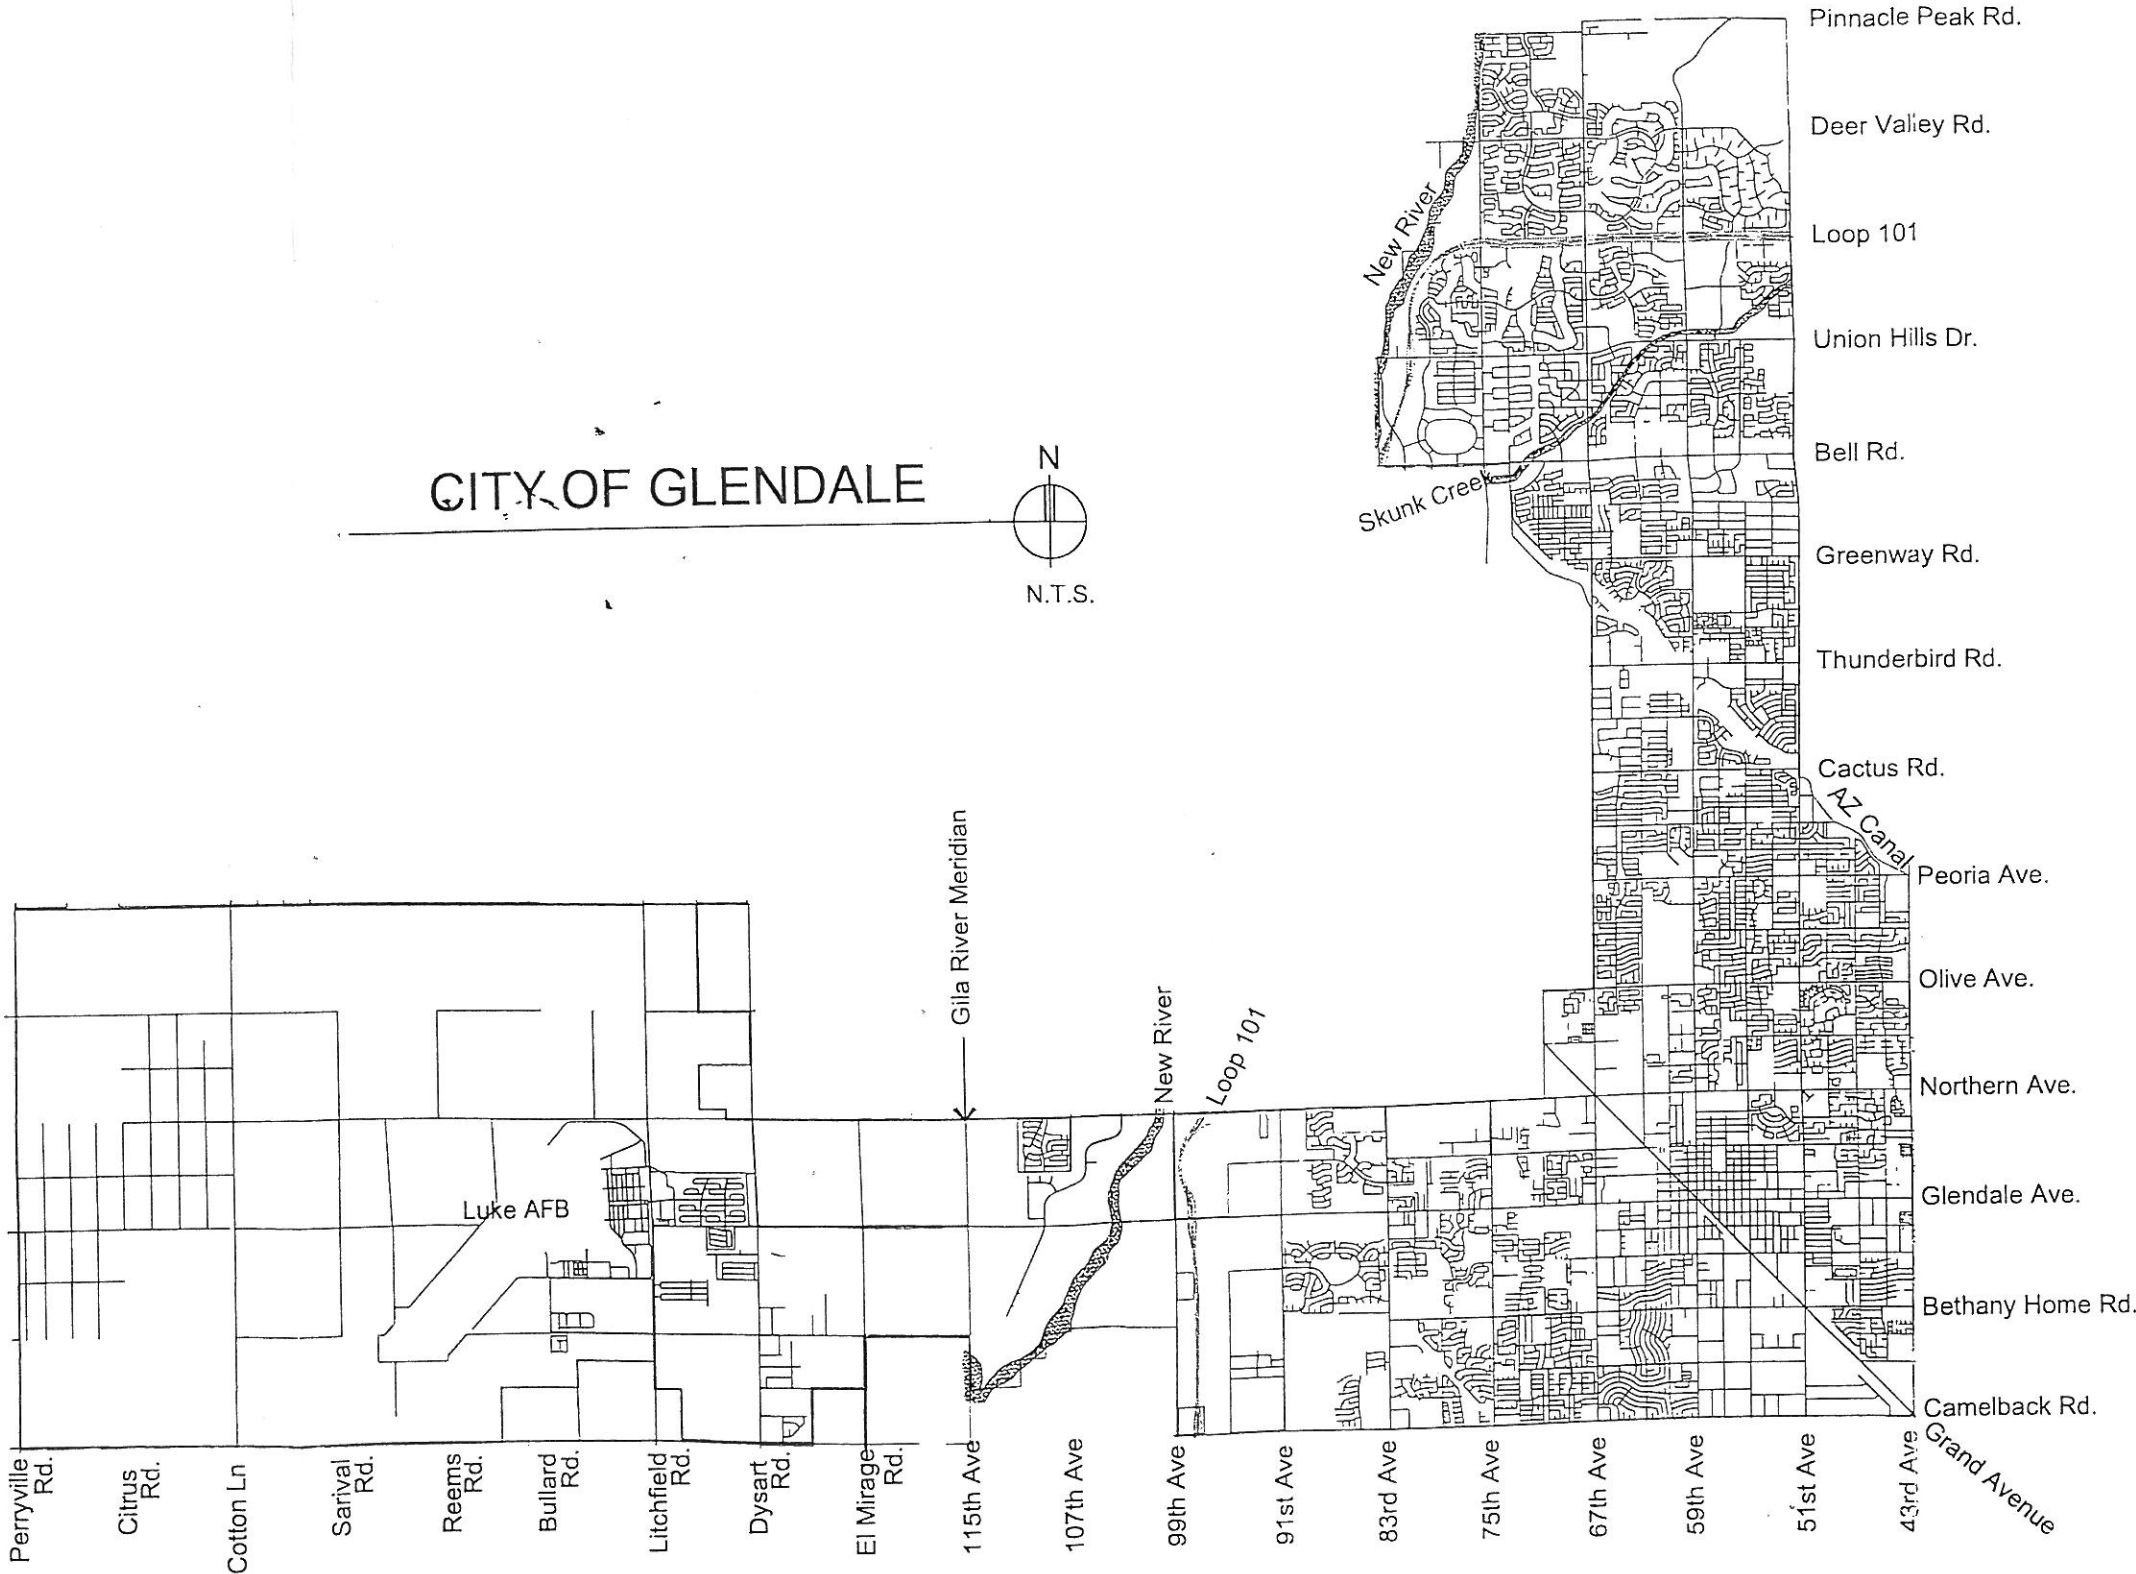 Pinnacle Peak Rd.
Deer Valley Rd.
New River
Loop 101
Union Hills Dr.
Bell Rd.
CITY OF GLENDALE
N
Skunk Creek
Greenway Rd.
N.T.S.
Thunderbird Rd.
Cactus Rd.
AZ Canal
Gila River Meridian
Peoria Ave.
Olive Ave.
New River
Loop 101
Northern Ave.
Luke AFB
Glendale Ave.
Bethany Home Rd.
Camelback Rd.
Grand Avenue
Perryville
Rd.
Citrus
Rd.
Cotton Ln
Sarival
Rd.
Reems
Rd.
Bullard
Rd.
Litchfield
Rd.
Dysart
Rd.
El Mirage
Rd.
115th Ave
107th Ave
99th Ave
91st Ave
83rd Ave
75th Ave
67th Ave
59th Ave
51st Ave
43rd Ave